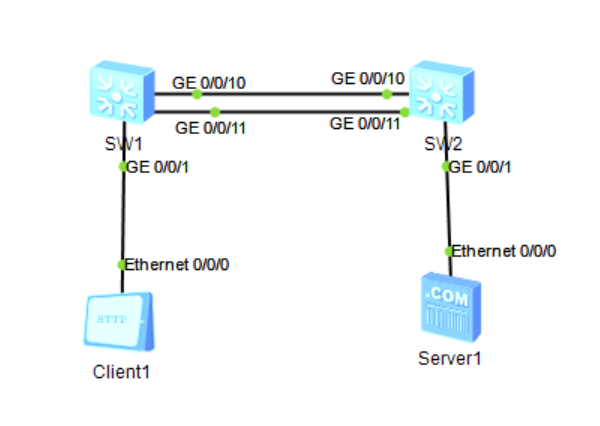 GE 0/0/10
GE 0/0/10
GE 0/0/11
GE 0/0/11
SW1
SW2
GE 0/0/1
GE 0/0/1
Ethernet 0/0/0
Ethernet 0/0/0
HTTP
.COM
Client1
Server1